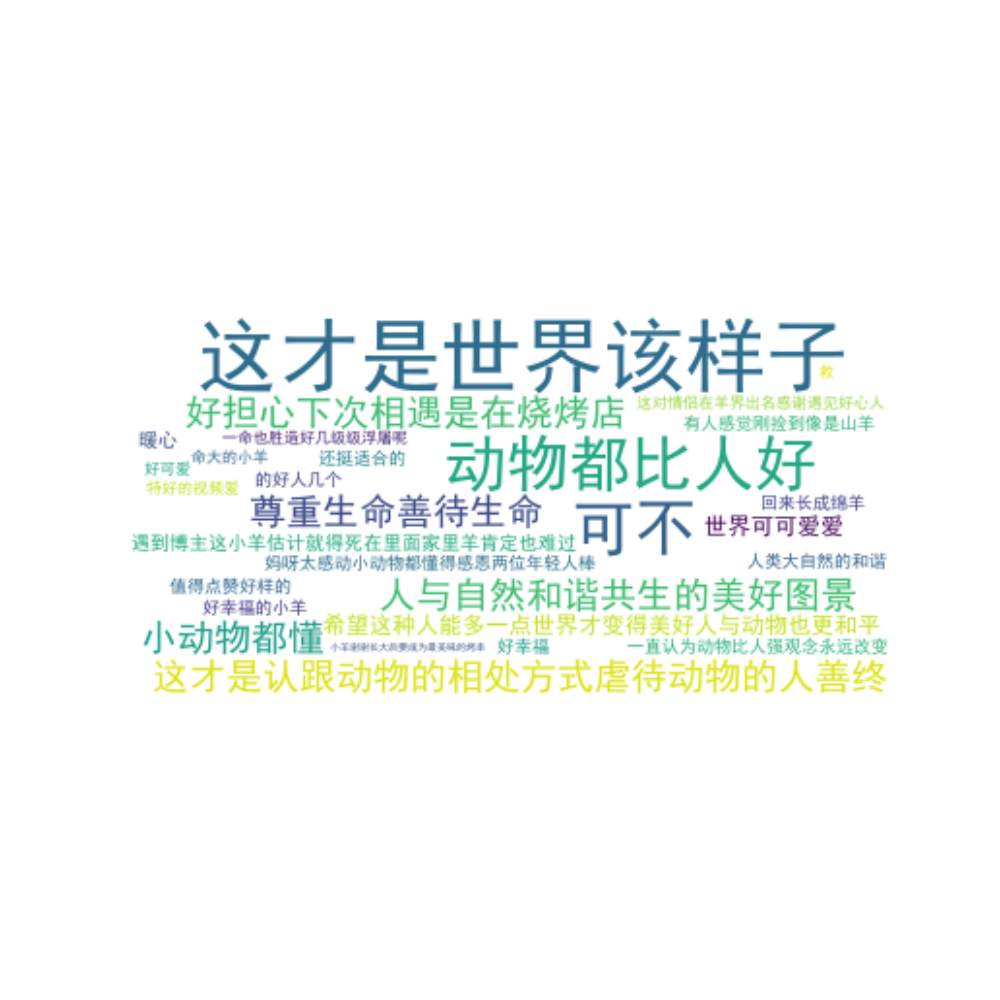 这才是世界该样子
救
好担心下次相遇是在烧烤店
这对情侣在羊界出名感谢遇见好心人
有人感觉刚捡到像是山羊
暖心
一命也胜造好几级级浮屠呢
动物都比人好
命大的小羊
还挺适合的
好可爱
的好人几个
特好的视频爱
尊重生命善待生命
可不
回来长成绵羊
世界可可爱爱
遇到博主这小羊估计就得死在里面家里羊肯定也难过
妈呀太感动小动物都懂得感恩两位年轻人棒
人类大自然的和谐
值得点赞好样的
人与自然和谐共生的美好图景
好幸福的小羊
希望这种人能多一点世界才变得美好人与动物也更和平
小动物都懂
小羊谢谢长大后要成为最美味的烤串
好幸福
一直认为动物比人强观念永远改变
这才是认跟动物的相处方式虐待动物的人善终